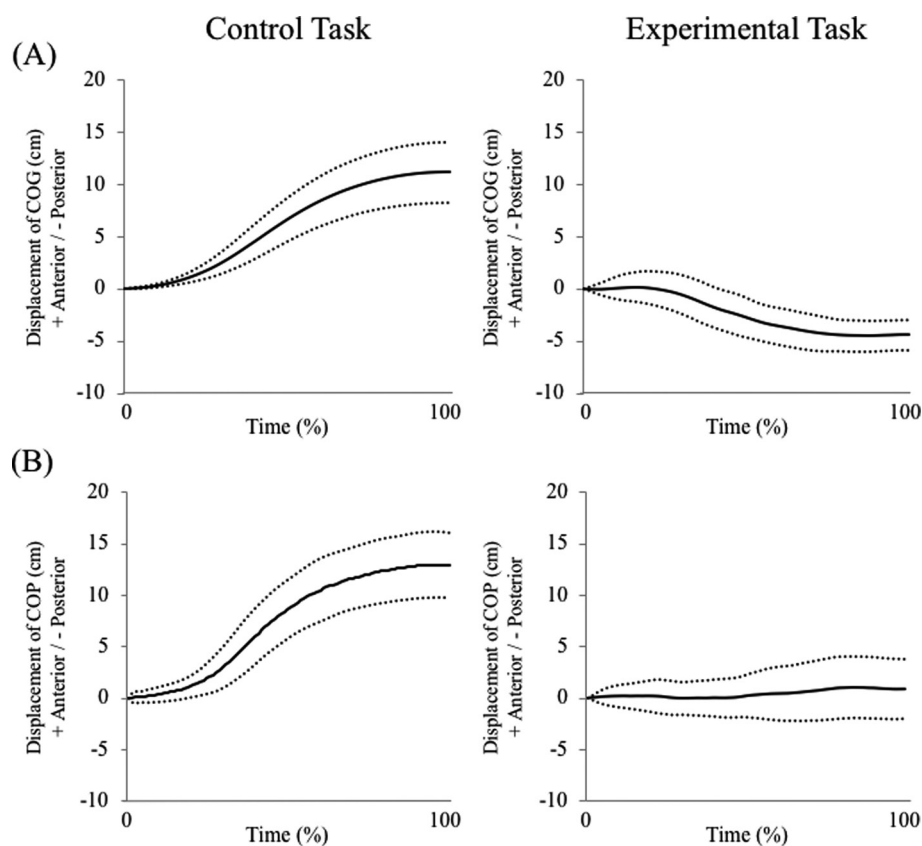 Control Task
Experimental Task
(A)
Displacement of COG (cm)
+ Anterior / - Posterior
20
15
10
5
0
-5
-10
0
100
Time (%)
Displacement of COG (cm)
+ Anterior / - Posterior
20
15
10
5
0
-5
-10
0
100
Time (%)
(B)
Displacement of COP (cm)
+ Anterior / - Posterior
20
15
10
5
0
-5
-10
0
100
Time (%)
Displacement of COP (cm)
+ Anterior / - Posterior
20
15
10
5
0
-5
-10
0
100
Time (%)